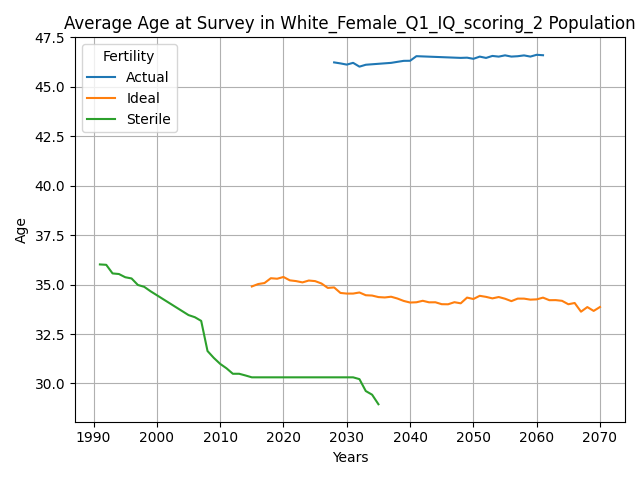 Average Age at Survey in White_Female_Q1_IQ_scoring_2 Population
Fertility
Actual
Ideal
Sterile
47.5
45.0
42.5
40.0
37.5
35.0
32.5
30.0
Age
1990 2000 2010 2020 2030 2040 2050 2060 2070
Years